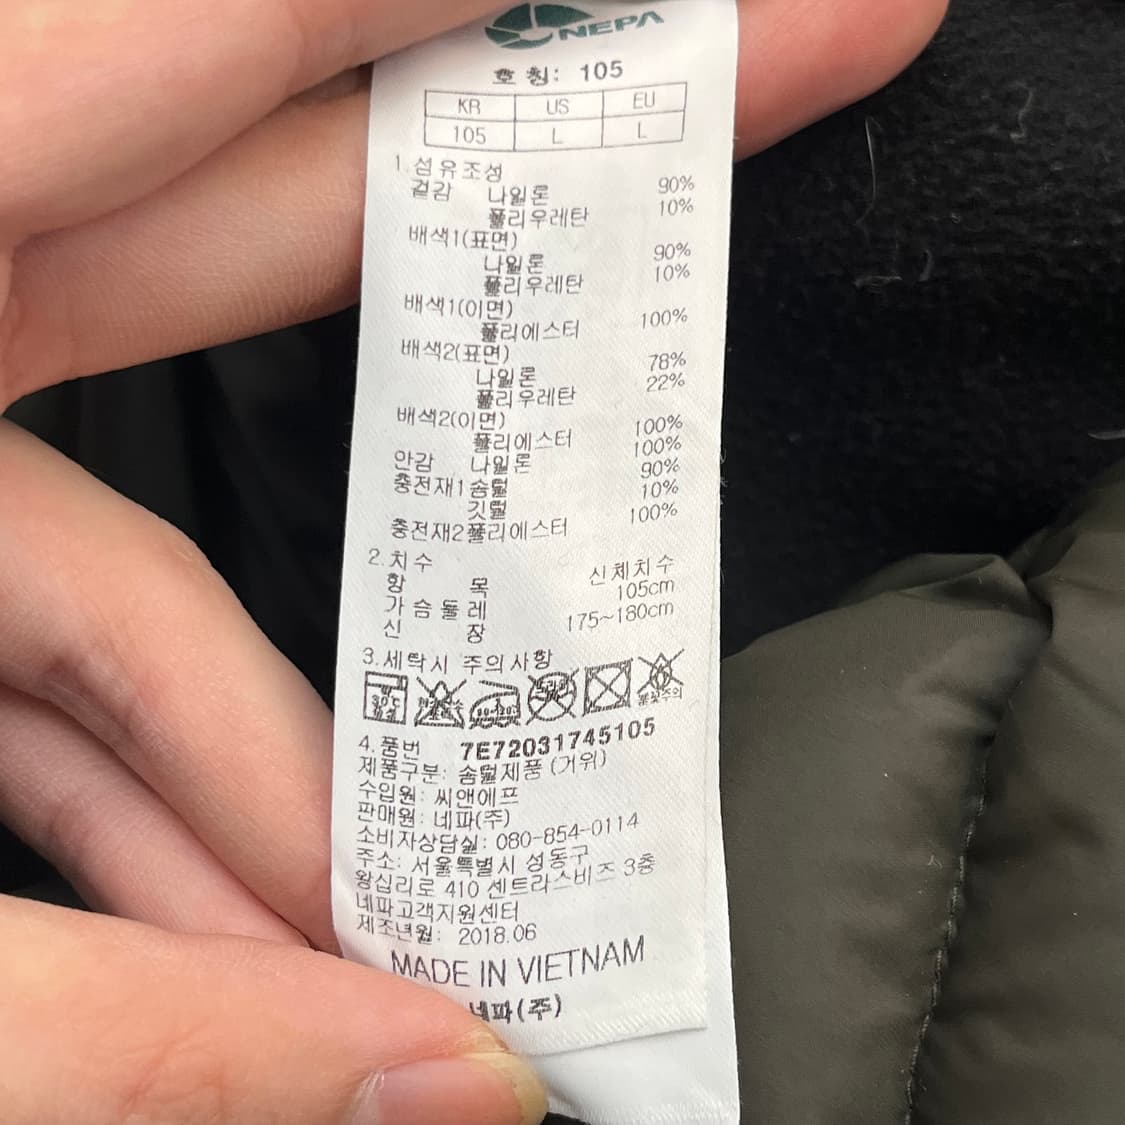 NEPA
호 칭: 105
KR US EU
105 L L
1.섬유조성
겉감 나일론 90%
폴리우레탄 10%
배색1(표면)
나일론 90%
폴리우레탄 10%
배색1(이면)
폴리에스터 100%
배색2(표면)
나일론 78%
폴리우레탄 22%
배색2(이면)
폴리에스터 100%
안감 나일론 100%
충전재1 솜털 90%
깃털 10%
충전재2 폴리에스터 100%
2.치수
항 목 신체치수
가슴둘레 105cm
신 장 175~180cm
3.세탁시 주의사항
30℃
4.품번 7E72031745105
제품구분: 솜털제품 (거위)
수입원: 씨앤에프
판매원: 네파(주)
소비자상담실: 080-854-0114
주소: 서울특별시 성동구
왕십리로 410 센트라스비즈 3층
네파고객지원센터
제조년월: 2018.06
MADE IN VIETNAM
네파(주)